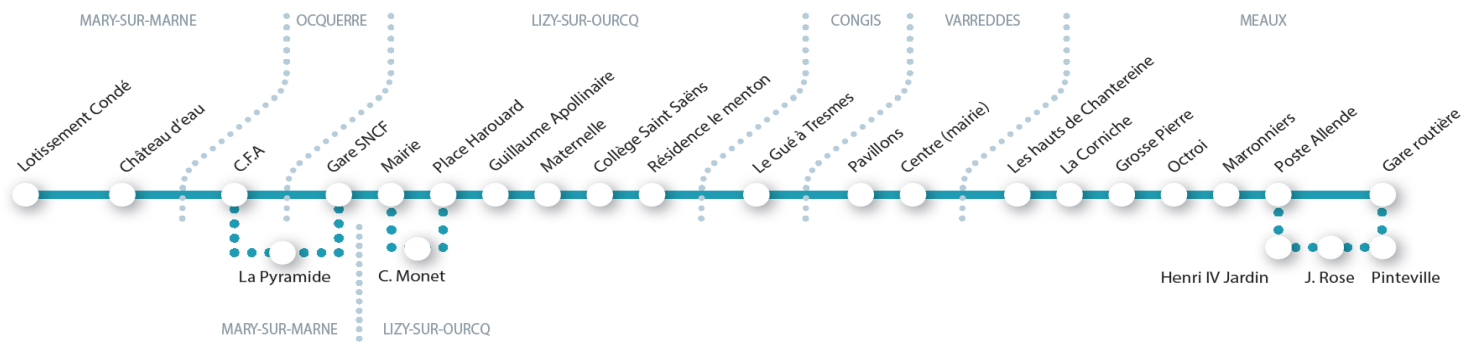 MARY-SUR-MARNE
OCQUERRE
LIZY-SUR-OURCQ
CONGIS
VARREDDES
MEAUX
Lotissement Condé
Château d'eau
C.F.A
Gare SNCF
Mairie
Place Harouard
Guillaume Apollinaire
Maternelle
Collège Saint Saëns
Résidence le menton
Le Gué à Tresmes
Pavillons
Centre (mairie)
Les hauts de Chantereine
La Corniche
Grosse Pierre
Octroi
Marronniers
Poste Allende
Gare routière
La Pyramide
C. Monet
Henri IV Jardin
J. Rose
Pinteville
MARY-SUR-MARNE
LIZY-SUR-OURCQ